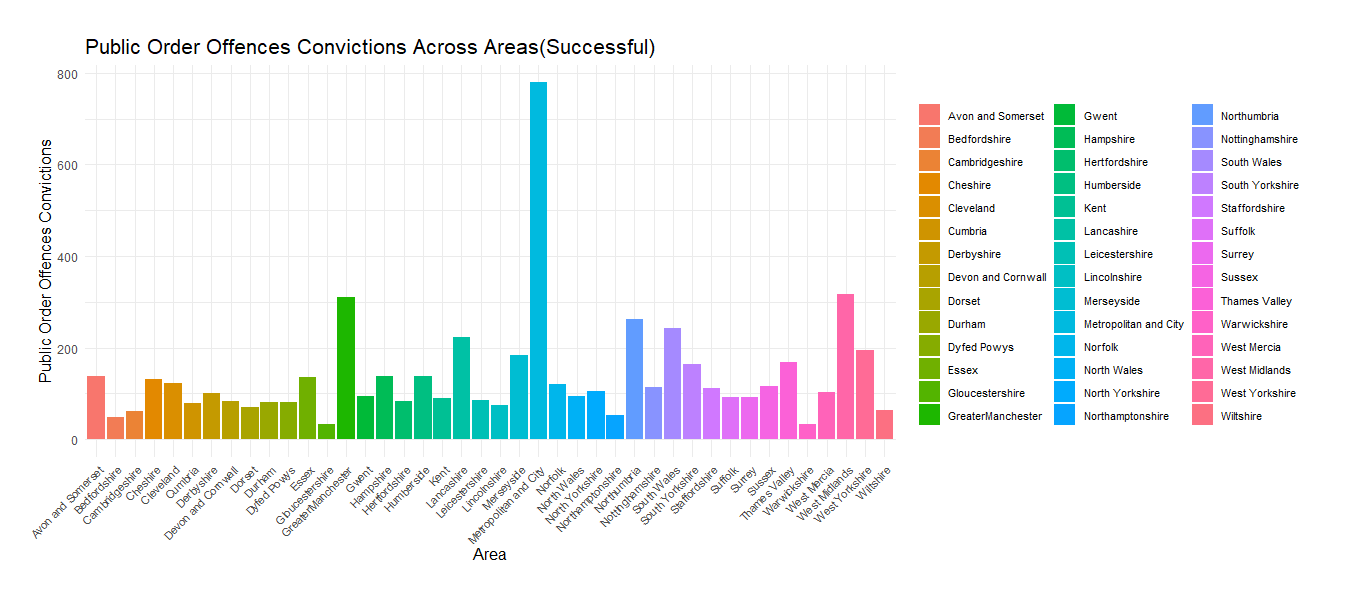 Public Order Offences Convictions Across Areas(Successful)
Public Order Offences Convictions
800
600
400
200
0
Avon and Somerset
Bedfordshire
Cambridgeshire
Cheshire
Cleveland
Cumbria
Derbyshire
Devon and Cornwall
Dorset
Durham
Dyfed Powys
Essex
Gloucestershire
GreaterManchester
Gwent
Hampshire
Hertfordshire
Humberside
Kent
Lancashire
Leicestershire
Lincolnshire
Merseyside
Metropolitan and City
Norfolk
North Wales
North Yorkshire
Northamptonshire
Northumbria
Nottinghamshire
South Wales
South Yorkshire
Staffordshire
Suffolk
Surrey
Sussex
Thames Valley
Warwickshire
West Mercia
West Midlands
West Yorkshire
Wiltshire
Area
Avon and Somerset
Bedfordshire
Cambridgeshire
Cheshire
Cleveland
Cumbria
Derbyshire
Devon and Cornwall
Dorset
Durham
Dyfed Powys
Essex
Gloucestershire
GreaterManchester
Gwent
Hampshire
Hertfordshire
Humberside
Kent
Lancashire
Leicestershire
Lincolnshire
Merseyside
Metropolitan and City
Norfolk
North Wales
North Yorkshire
Northamptonshire
Northumbria
Nottinghamshire
South Wales
South Yorkshire
Staffordshire
Suffolk
Surrey
Sussex
Thames Valley
Warwickshire
West Mercia
West Midlands
West Yorkshire
Wiltshire